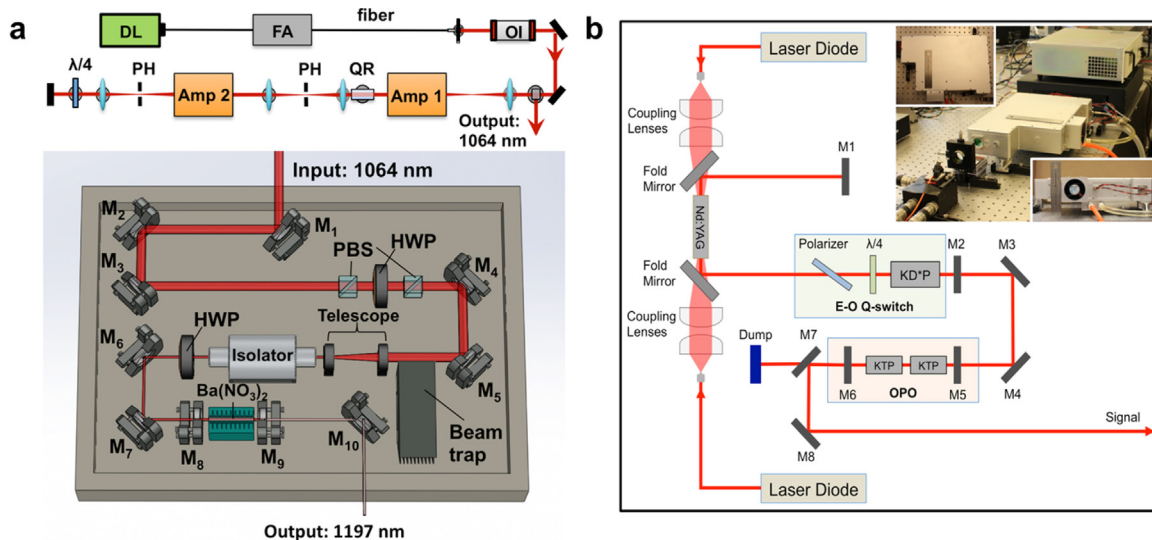 a
fiber
DL
FA
OI
λ/4
PH
Amp 2
PH
QR
Amp 1
Output:
1064 nm
Input: 1064 nm
M2
M1
M3
PBS
HWP
M4
M6
HWP
Isolator
Telescope
M5
Ba(NO3)2
M7
M8
M9
M10
Beam
trap
Output: 1197 nm
b
Laser Diode
Coupling
Lenses
Fold
Mirror
M1
Nd:YAG
Fold
Mirror
Polarizer
λ/4
KD*P
M2
M3
E-O Q-switch
Coupling
Lenses
Dump
M7
KTP
KTP
M6
OPO
M5
M4
M8
Signal
Laser Diode